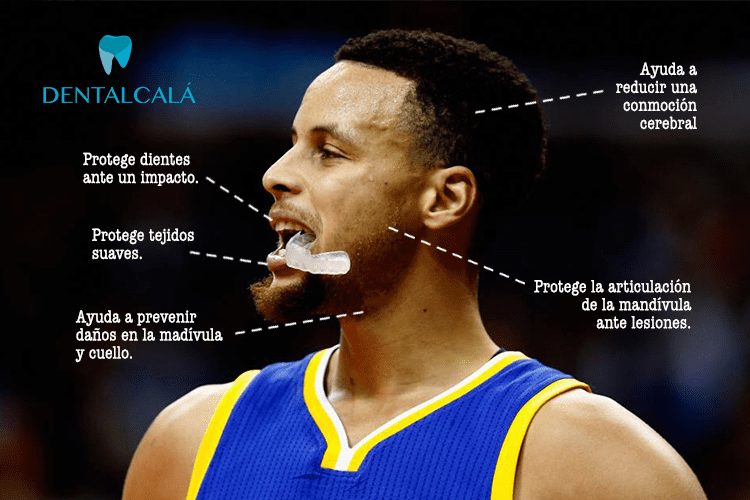 DENTALCALÁ
Ayuda a
reducir una
conmoción
cerebral
Protege dientes
ante un impacto.
Protege tejidos
suaves.
Protege la articulación
de la mandívula
ante lesiones.
Ayuda a prevenir
daños en la madívula
y cuello.